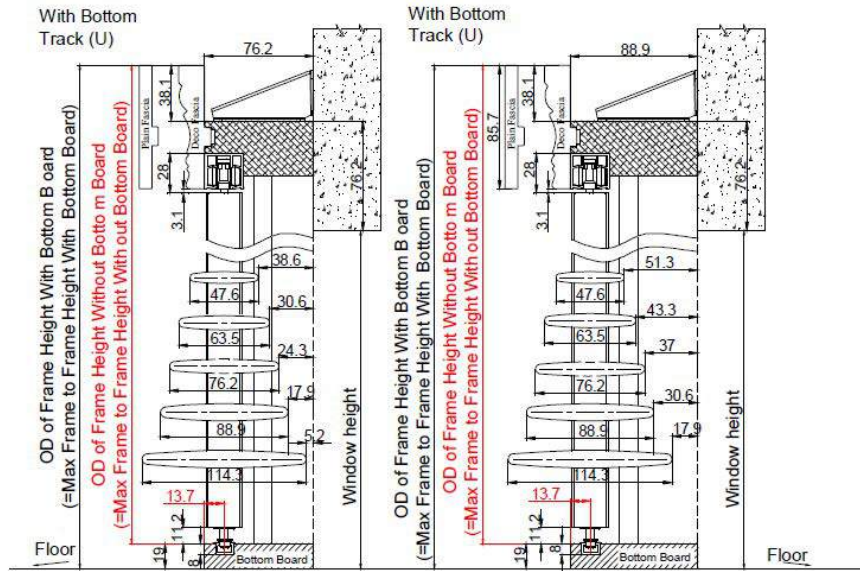 With Bottom
Track (U)
76.2
38.1
Plain Fascia
Deco Fascia
28
3.1
76.2
38.6
47.6
30.6
63.5
24.3
76.2
17.9
88.9
5.2
114.3
13.7
11.2
19
8
Floor
Bottom Board
OD of Frame Height With Bottom B oard
(=Max Frame to Frame Height With Bottom Board)
OD of Frame Height Without Botto m Board
(=Max Frame to Frame Height With out Bottom Board)
Window height
With Bottom
Track (U)
88.9
38.1
85.7
Plain Fascia
Deco Fascia
28
3.1
76.2
51.3
47.6
43.3
63.5
37
76.2
30.6
88.9
17.9
114.3
13.7
11.2
19
8
Bottom Board
Floor
OD of Frame Height With Bottom B oard
(=Max Frame to Frame Height With Bottom Board)
OD of Frame Height Without Botto m Board
(=Max Frame to Frame Height With out Bottom Board)
Window height